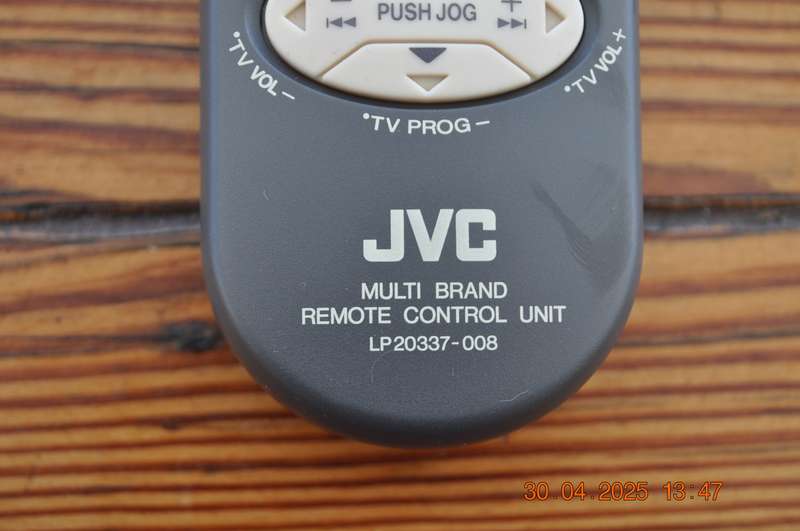 PUSH JOG
•TV VOL−
•TV VOL+
•TV PROG−
JVC
MULTI BRAND
REMOTE CONTROL UNIT
LP20337-008
30.04.2025 13:47